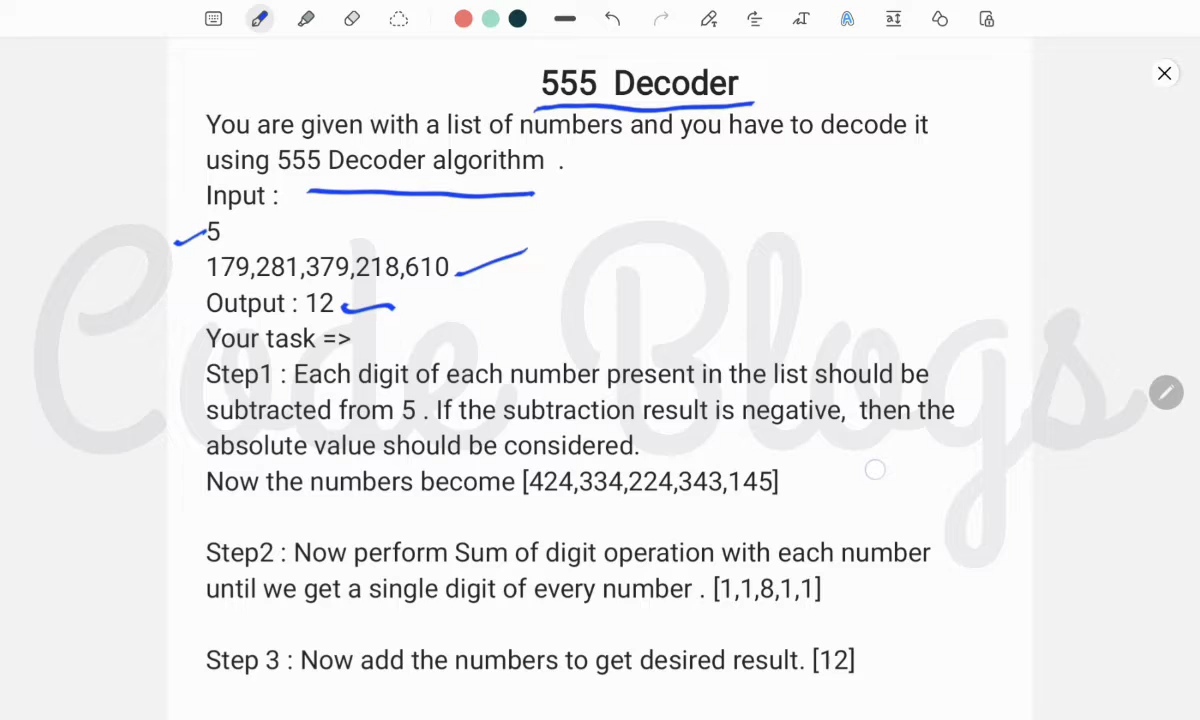 555 Decoder
You are given with a list of numbers and you have to decode it
using 555 Decoder algorithm .
Input :
5
179,281,379,218,610
Output : 12
Your task =>
Step1 : Each digit of each number present in the list should be
subtracted from 5 . If the subtraction result is negative, then the
absolute value should be considered.
Now the numbers become [424,334,224,343,145]
Step2 : Now perform Sum of digit operation with each number
until we get a single digit of every number . [1,1,8,1,1]
Step 3 : Now add the numbers to get desired result. [12]
Code Blogs